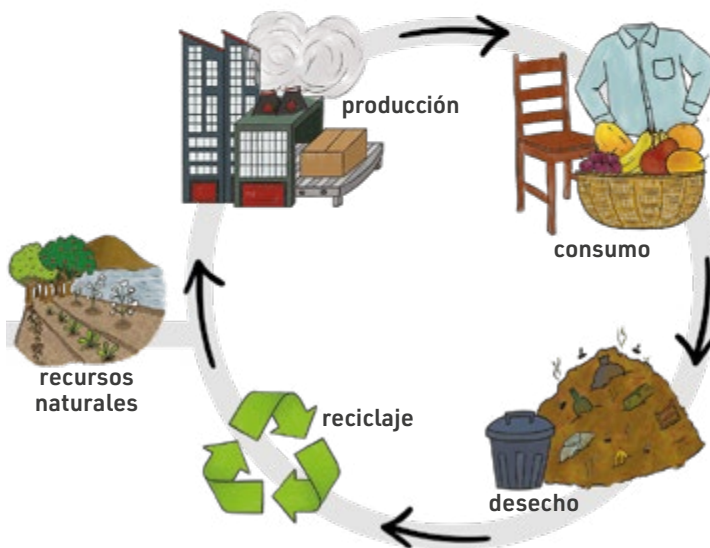 producción
consumo
recursos
naturales
reciclaje
desecho